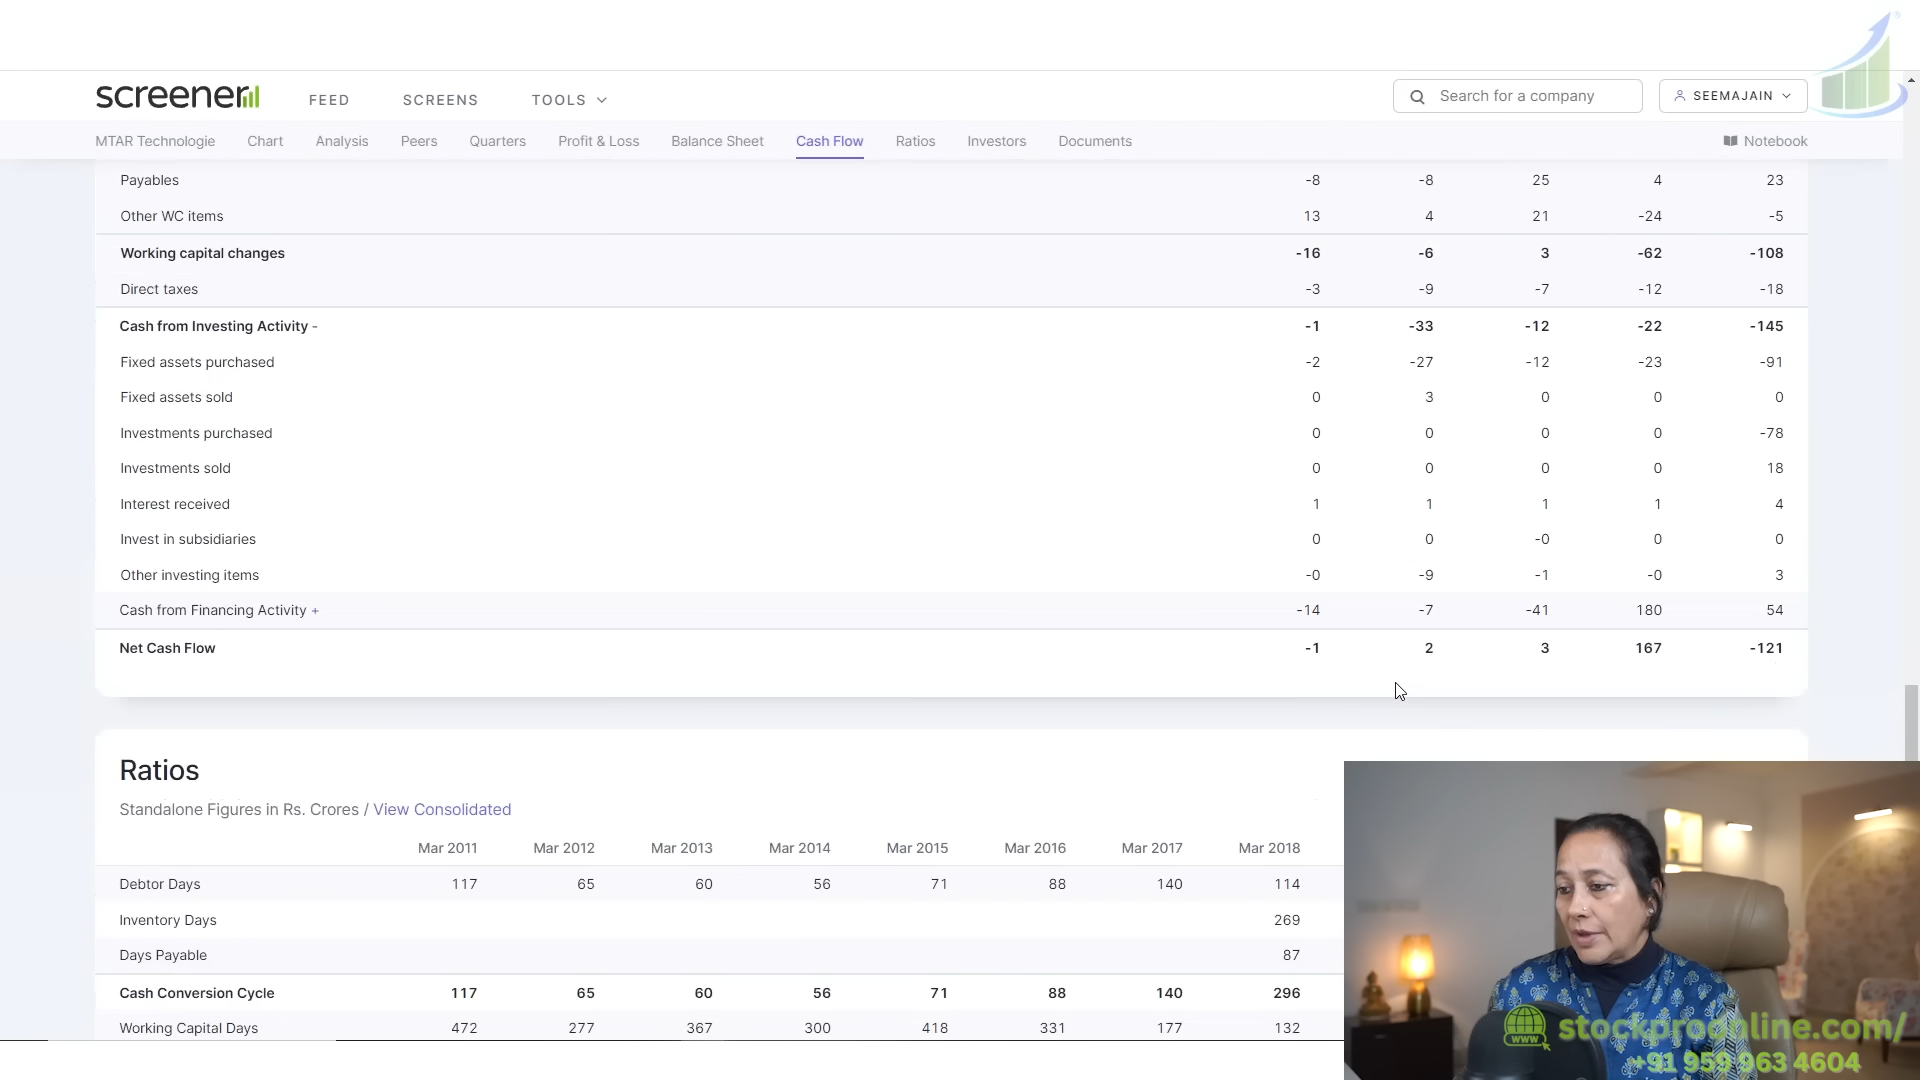 screener FEED SCREENS TOOLS Search for a company SEEMAJAIN
MTAR Technologie Chart Analysis Peers Quarters Profit & Loss Balance Sheet Cash Flow Ratios Investors Documents Notebook
Payables -8 -8 25 4 23
Other WC items 13 4 21 -24 -5
Working capital changes -16 -6 3 -62 -108
Direct taxes -3 -9 -7 -12 -18
Cash from Investing Activity - -1 -33 -12 -22 -145
Fixed assets purchased -2 -27 -12 -23 -91
Fixed assets sold 0 3 0 0 0
Investments purchased 0 0 0 0 -78
Investments sold 0 0 0 0 18
Interest received 1 1 1 1 4
Invest in subsidiaries 0 0 -0 0 0
Other investing items -0 -9 -1 -0 3
Cash from Financing Activity + -14 -7 -41 180 54
Net Cash Flow -1 2 3 167 -121
Ratios
Standalone Figures in Rs. Crores / View Consolidated
Mar 2011 Mar 2012 Mar 2013 Mar 2014 Mar 2015 Mar 2016 Mar 2017 Mar 2018
Debtor Days 117 65 60 56 71 88 140 114
Inventory Days 269
Days Payable 87
Cash Conversion Cycle 117 65 60 56 71 88 140 296
Working Capital Days 472 277 367 300 418 331 177 132
www stockproonline.com/
+91 959 963 4604